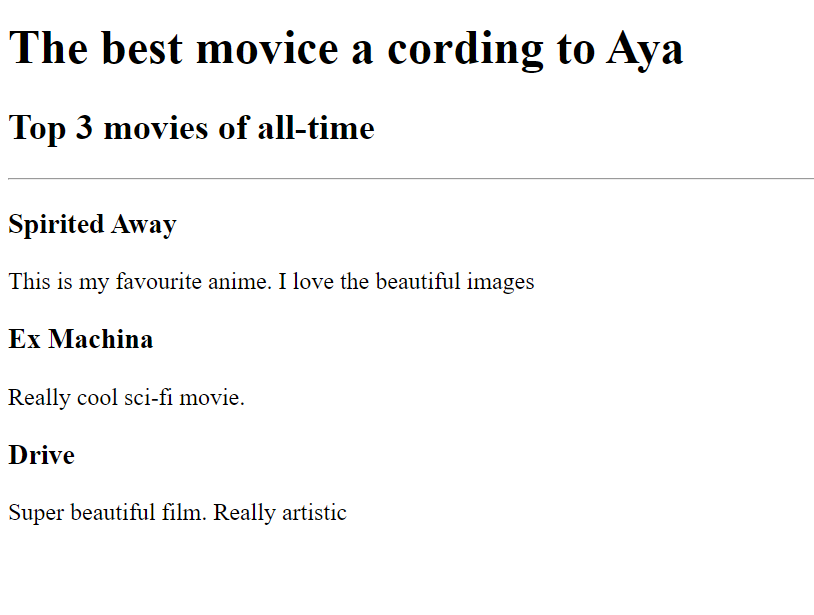 The best movice a cording to Aya
Top 3 movies of all-time
Spirited Away
This is my favourite anime. I love the beautiful images
Ex Machina
Really cool sci-fi movie.
Drive
Super beautiful film. Really artistic